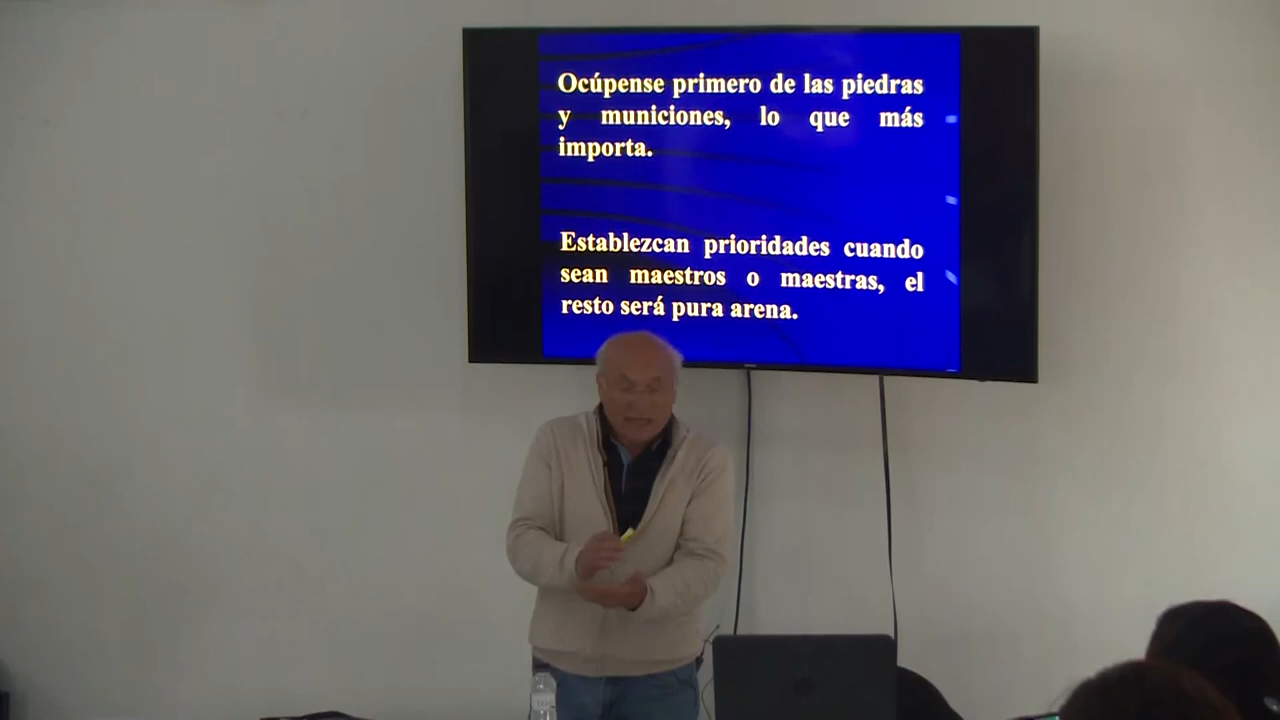 Ocúpense primero de las piedras
y municiones, lo que más
importa.
Establezcan prioridades cuando
sean maestros o maestras, el
resto será pura arena.